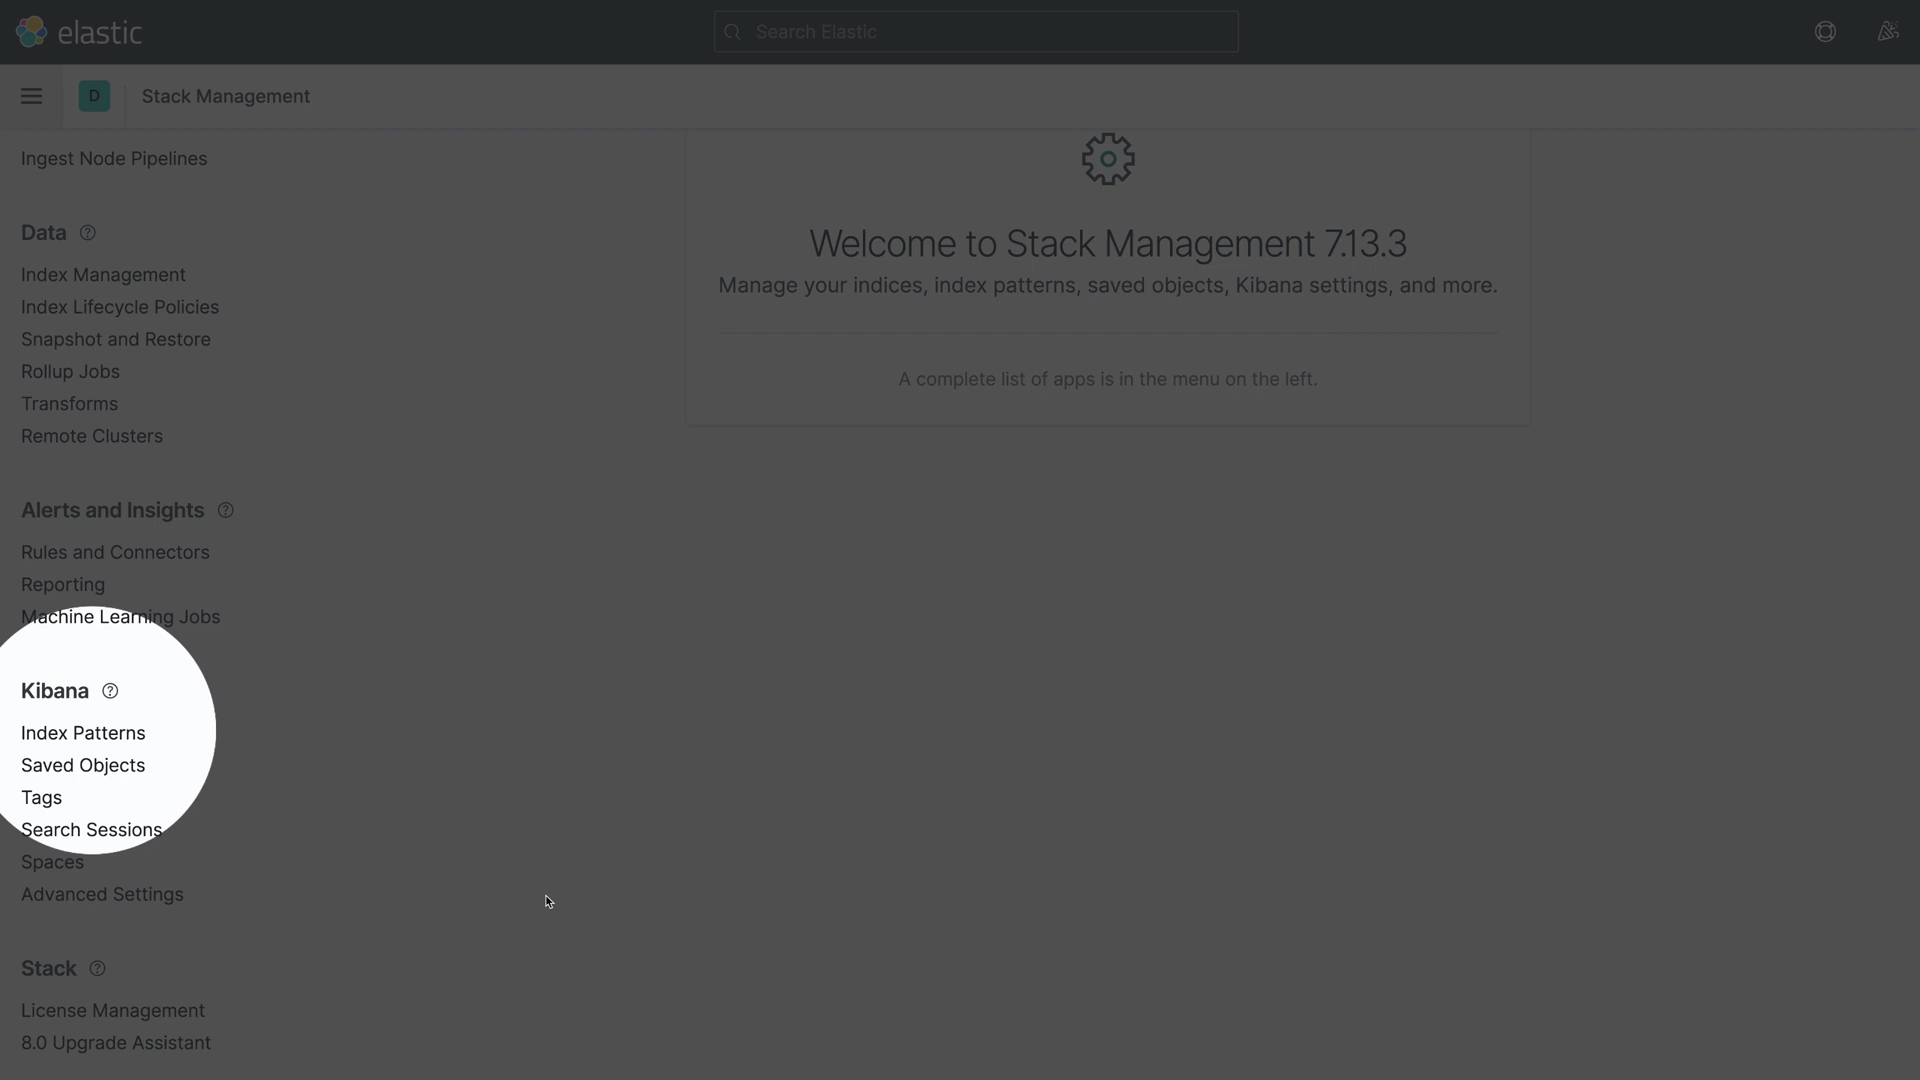 elastic
Search Elastic
D
Stack Management
Ingest Node Pipelines
Data
Index Management
Index Lifecycle Policies
Snapshot and Restore
Rollup Jobs
Transforms
Remote Clusters
Alerts and Insights
Rules and Connectors
Reporting
Machine Learning Jobs
Kibana
Index Patterns
Saved Objects
Tags
Search Sessions
Spaces
Advanced Settings
Stack
License Management
8.0 Upgrade Assistant
Welcome to Stack Management 7.13.3
Manage your indices, index patterns, saved objects, Kibana settings, and more.
A complete list of apps is in the menu on the left.